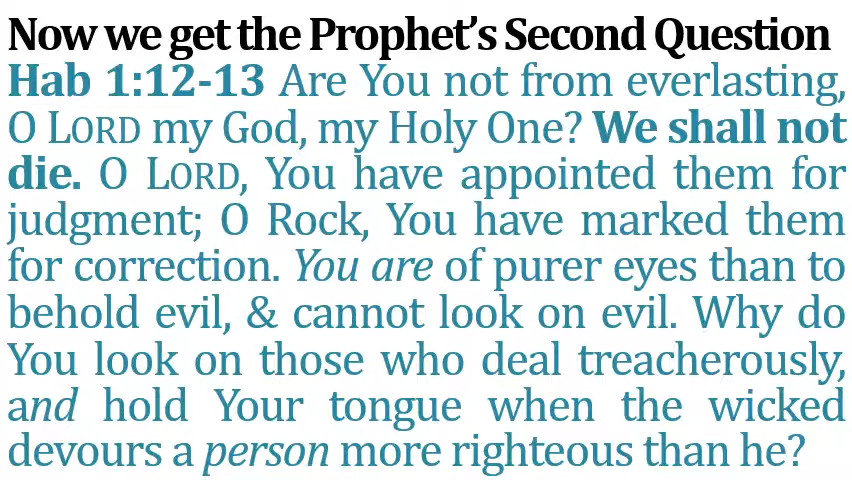 Now we get the Prophet’s Second Question
Hab 1:12-13 Are You not from everlasting,
O LORD my God, my Holy One? We shall not
die. O LORD, You have appointed them for
judgment; O Rock, You have marked them
for correction. You are of purer eyes than to
behold evil, & cannot look on evil. Why do
You look on those who deal treacherously,
and hold Your tongue when the wicked
devours a person more righteous than he?